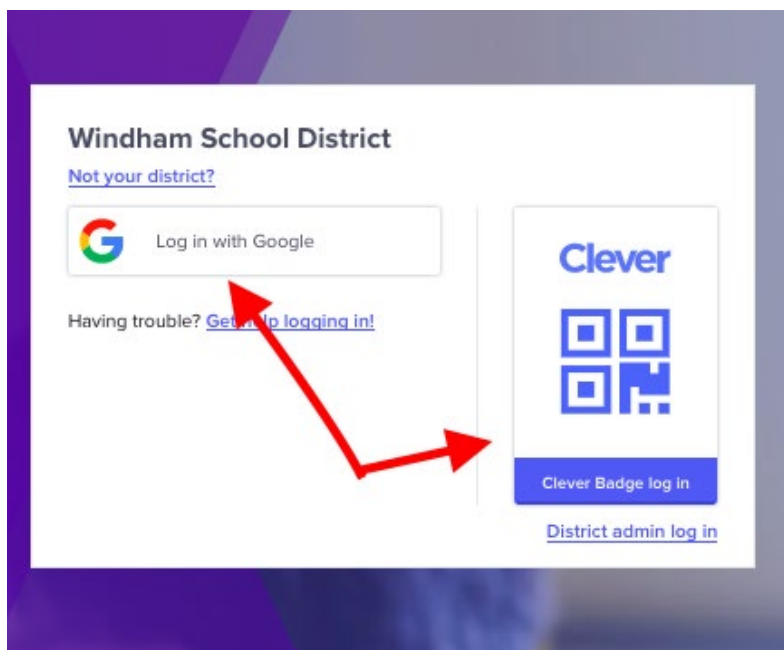 Windham School District
Not your district?
Log in with Google
Having trouble? Get help logging in!
Clever
Clever Badge log in
District admin log in